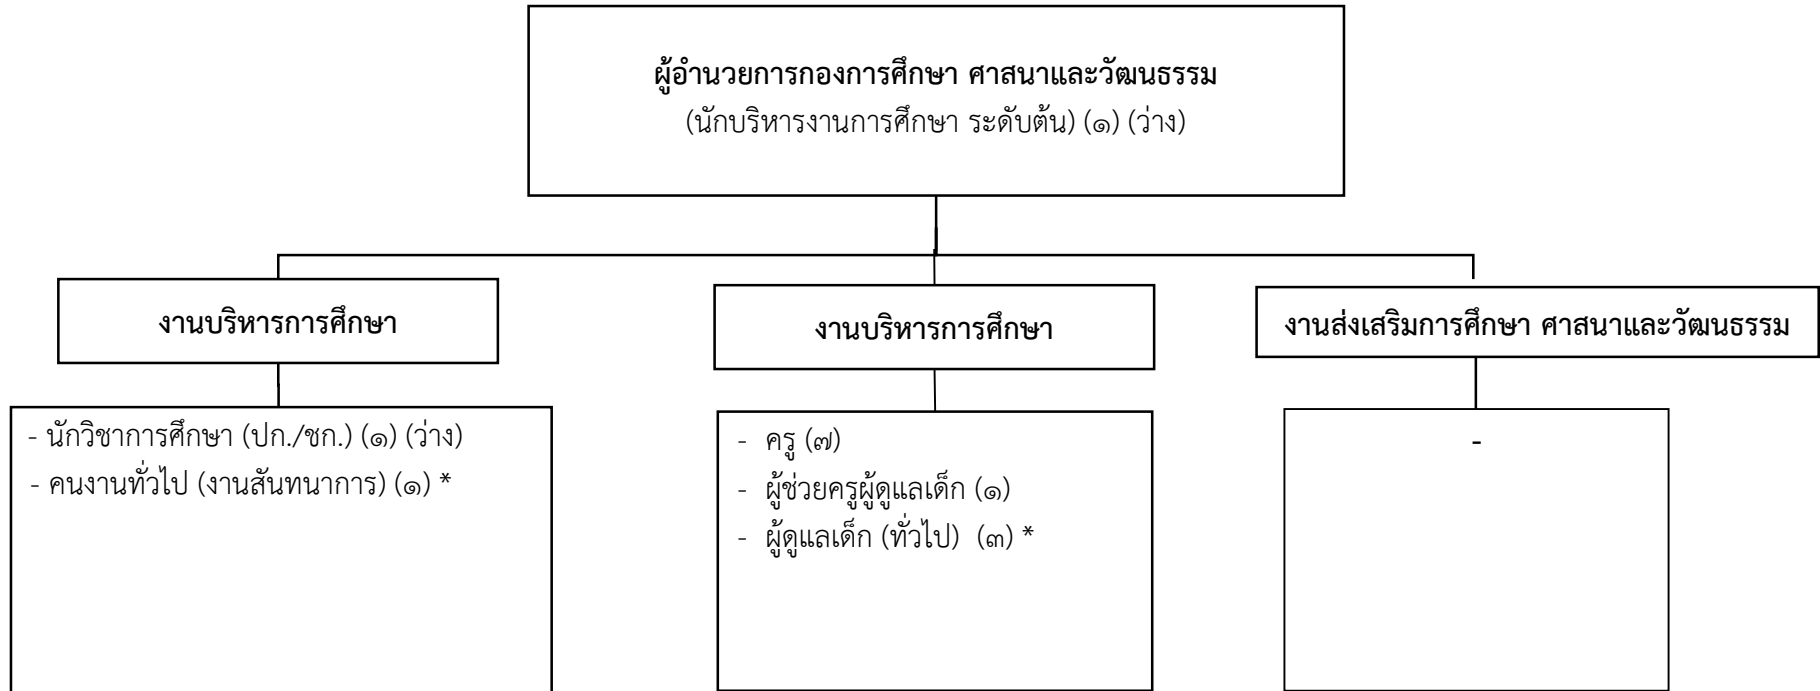 ผู้อำนวยการกองการศึกษา ศาสนาและวัฒนธรรม
(นักบริหารงานการศึกษา ระดับต้น) (๑) (ว่าง)
งานบริหารการศึกษา
- นักวิชาการศึกษา (ปก./ชก.) (๑) (ว่าง)
- คนงานทั่วไป (งานสันทนาการ) (๑) *
งานบริหารการศึกษา
- ครู (๗)
- ผู้ช่วยครูผู้ดูแลเด็ก (๑)
- ผู้ดูแลเด็ก (ทั่วไป) (๓) *
งานส่งเสริมการศึกษา ศาสนาและวัฒนธรรม
-